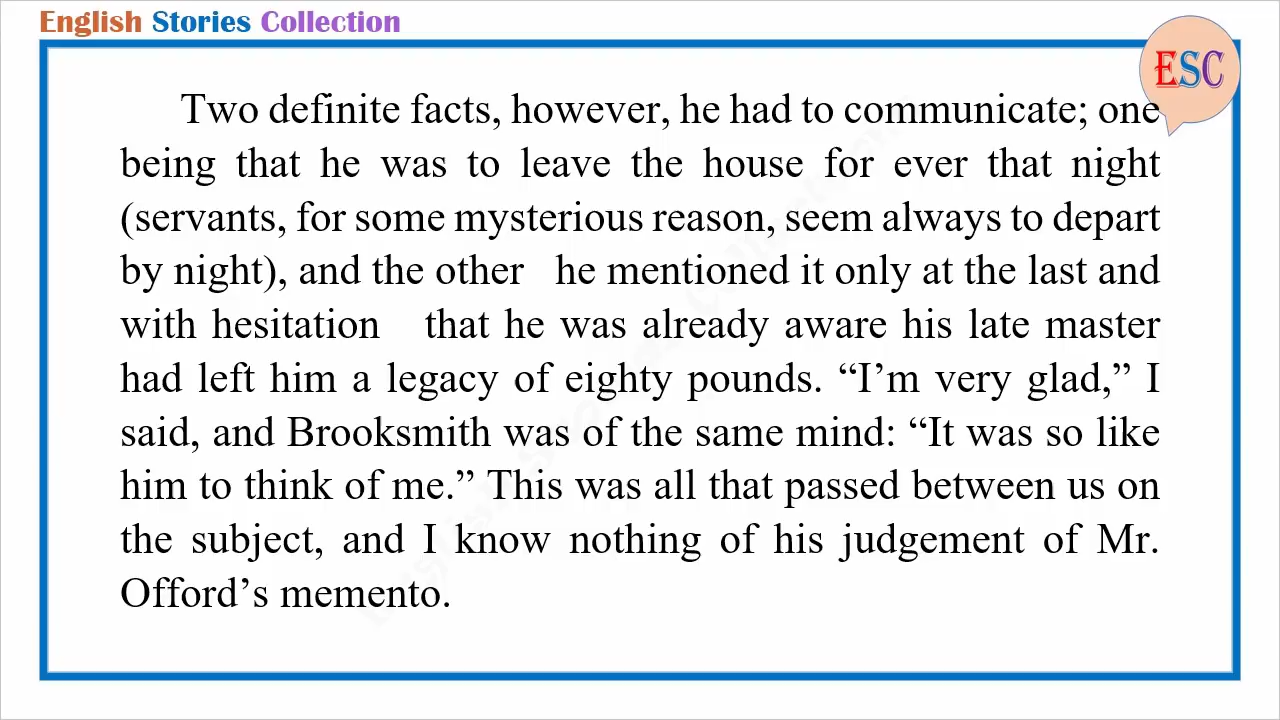 English Stories Collection
ESC
Two definite facts, however, he had to communicate; one
being that he was to leave the house for ever that night
(servants, for some mysterious reason, seem always to depart
by night), and the other he mentioned it only at the last and
with hesitation that he was already aware his late master
had left him a legacy of eighty pounds. “I’m very glad,” I
said, and Brooksmith was of the same mind: “It was so like
him to think of me.” This was all that passed between us on
the subject, and I know nothing of his judgement of Mr.
Offord’s memento.